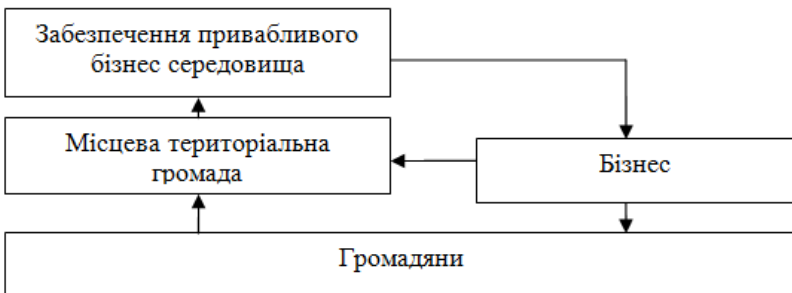 Забезпечення привабливого
бізнес середовища
Місцева територіальна
громада
Бізнес
Громадяни